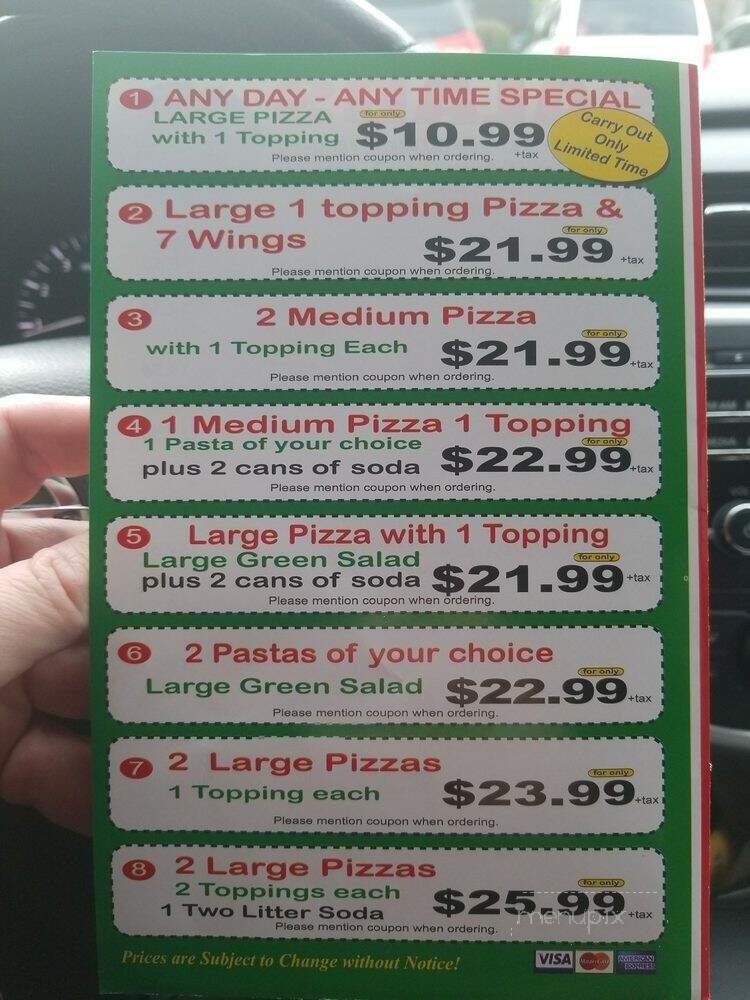 1 ANY DAY - ANY TIME SPECIAL
LARGE PIZZA for only
with 1 Topping $10.99
Please mention coupon when ordering. +tax
Carry Out
Only
Limited Time
2 Large 1 topping Pizza &
7 Wings for only
$21.99 +tax
Please mention coupon when ordering.
3 2 Medium Pizza
for only
with 1 Topping Each $21.99 +tax
Please mention coupon when ordering.
4 1 Medium Pizza 1 Topping
1 Pasta of your choice for only
plus 2 cans of soda $22.99 +tax
Please mention coupon when ordering.
5 Large Pizza with 1 Topping
Large Green Salad for only
plus 2 cans of soda $21.99 +tax
Please mention coupon when ordering.
6 2 Pastas of your choice
for only
Large Green Salad $22.99 +tax
Please mention coupon when ordering.
7 2 Large Pizzas
for only
1 Topping each $23.99 +tax
Please mention coupon when ordering.
8 2 Large Pizzas
2 Toppings each for only
1 Two Litter Soda $25.99 +tax
Please mention coupon when ordering.
menupix
Prices are Subject to Change without Notice! VISA MasterCard AMERICAN EXPRESS